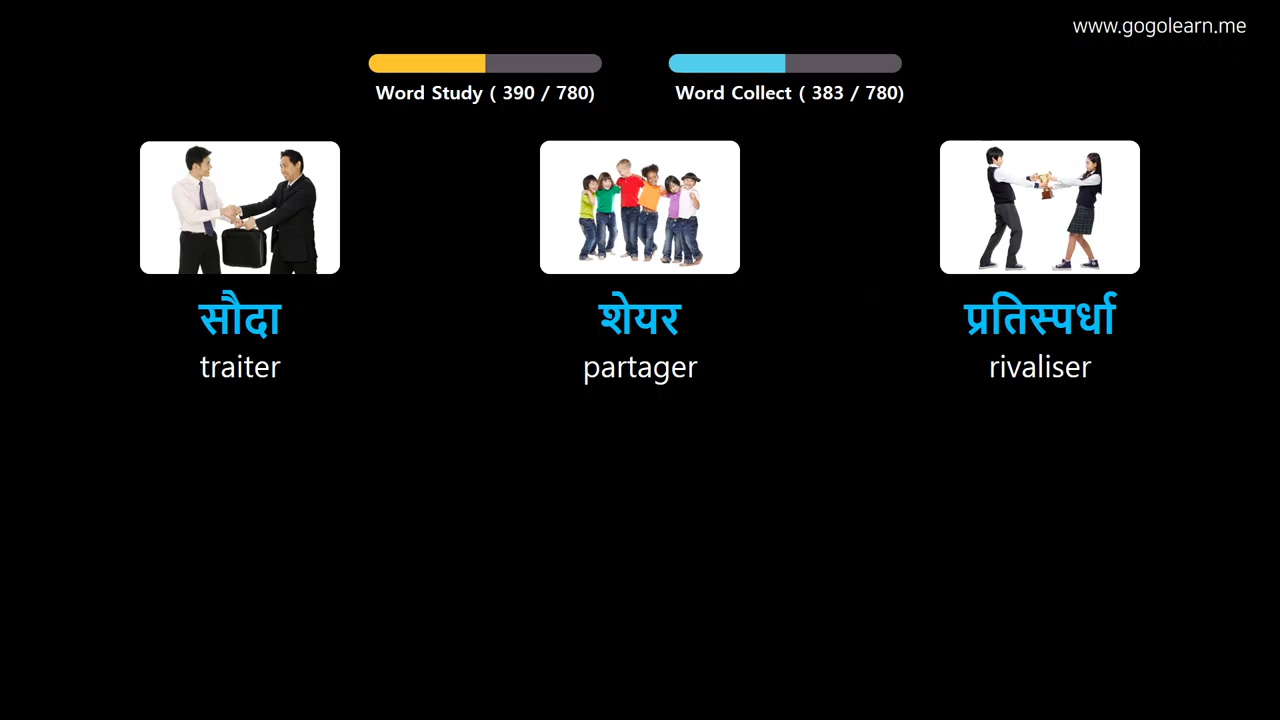 www.gogolearn.me
Word Study ( 390 / 780)
Word Collect ( 383 / 780)
सौदा
traiter
शेयर
partager
प्रतिस्पर्धा
rivaliser